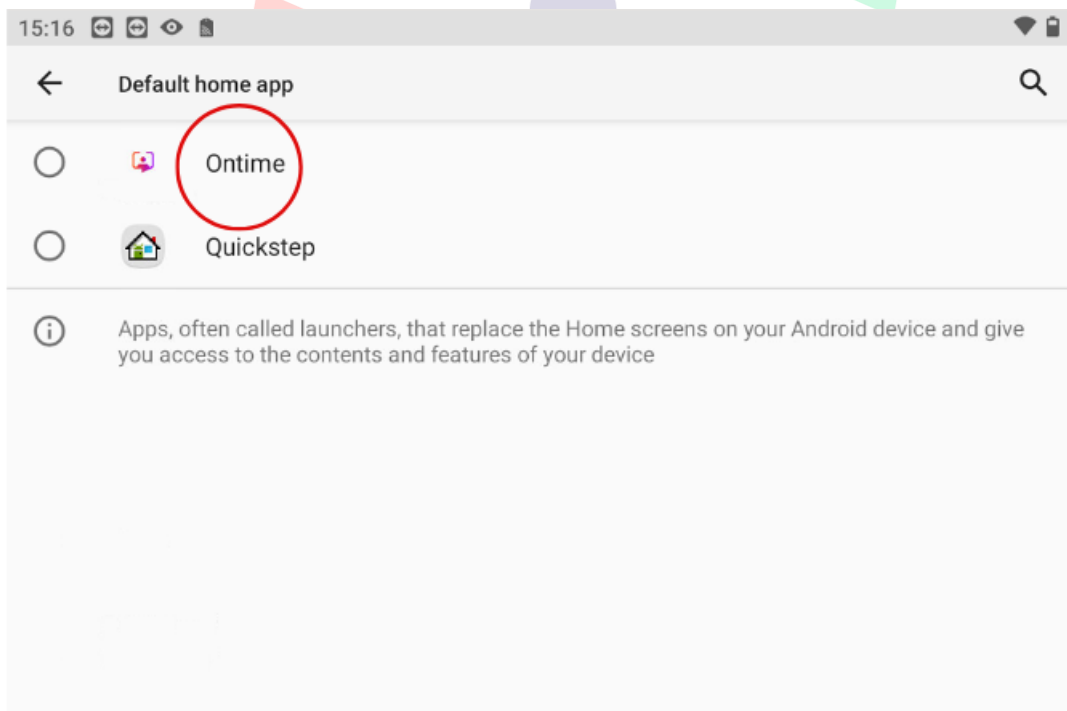 15:16
Default home app
Ontime
Quickstep
Apps, often called launchers, that replace the Home screens on your Android device and give
you access to the contents and features of your device